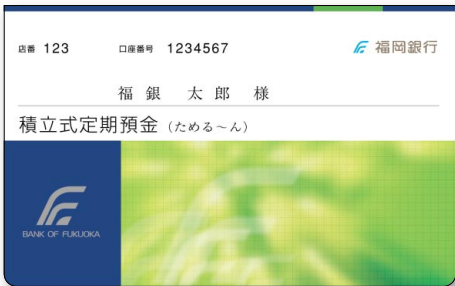 店番 123 口座番号 1234567 福岡銀行
福銀 太郎 様
積立式定期預金 (ためる～ん)
BANK OF FUKUOKA